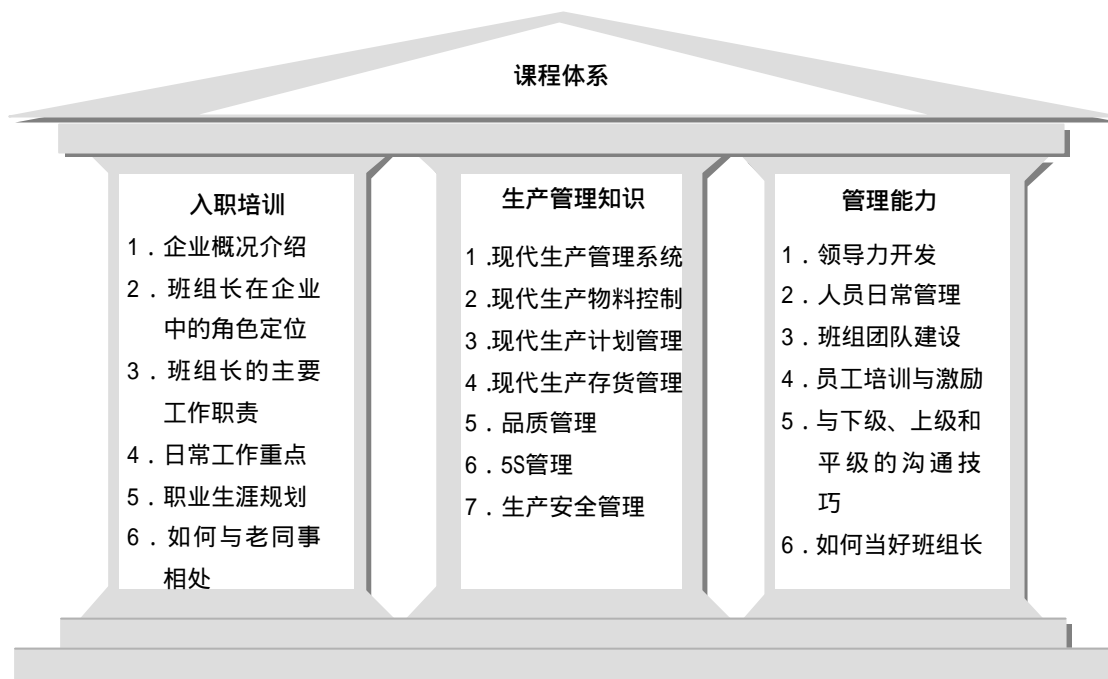 课程体系
入职培训
1．企业概况介绍
2．班组长在企业
中的角色定位
3．班组长的主要
工作职责
4．日常工作重点
5．职业生涯规划
6．如何与老同事
相处
生产管理知识
1．现代生产管理系统
2．现代生产物料控制
3．现代生产计划管理
4．现代生产存货管理
5．品质管理
6．5S管理
7．生产安全管理
管理能力
1．领导力开发
2．人员日常管理
3．班组团队建设
4．员工培训与激励
5．与下级、上级和
平级的沟通技
巧
6．如何当好班组长